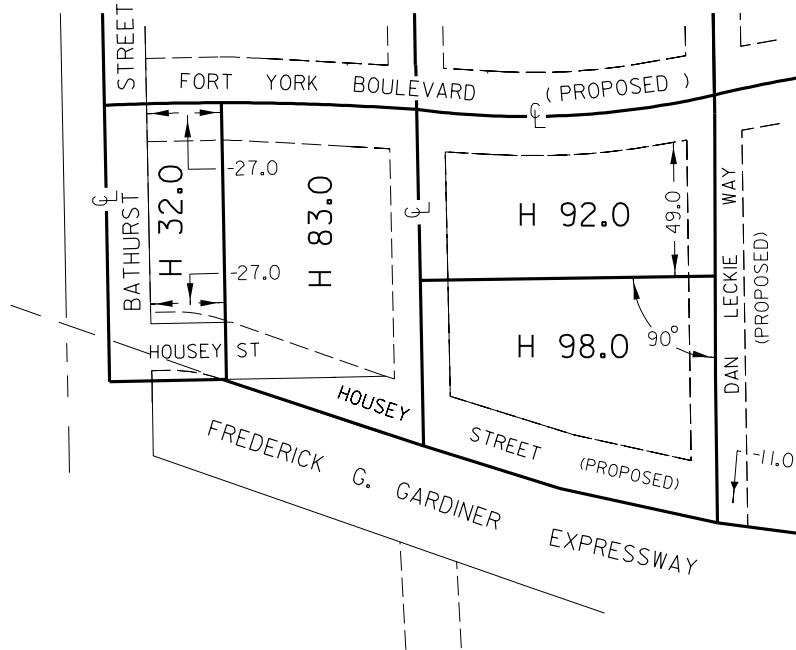 STREET
FORT YORK BOULEVARD (PROPOSED)
℄
-27.0
H 32.0
H 83.0
H 92.0
49.0
DAN LECKIE WAY
(PROPOSED)
℄
℄
BATHURST
-27.0
H 98.0
90°
HOUSEY ST
HOUSEY
STREET (PROPOSED)
-11.0
FREDERICK G. GARDINER EXPRESSWAY